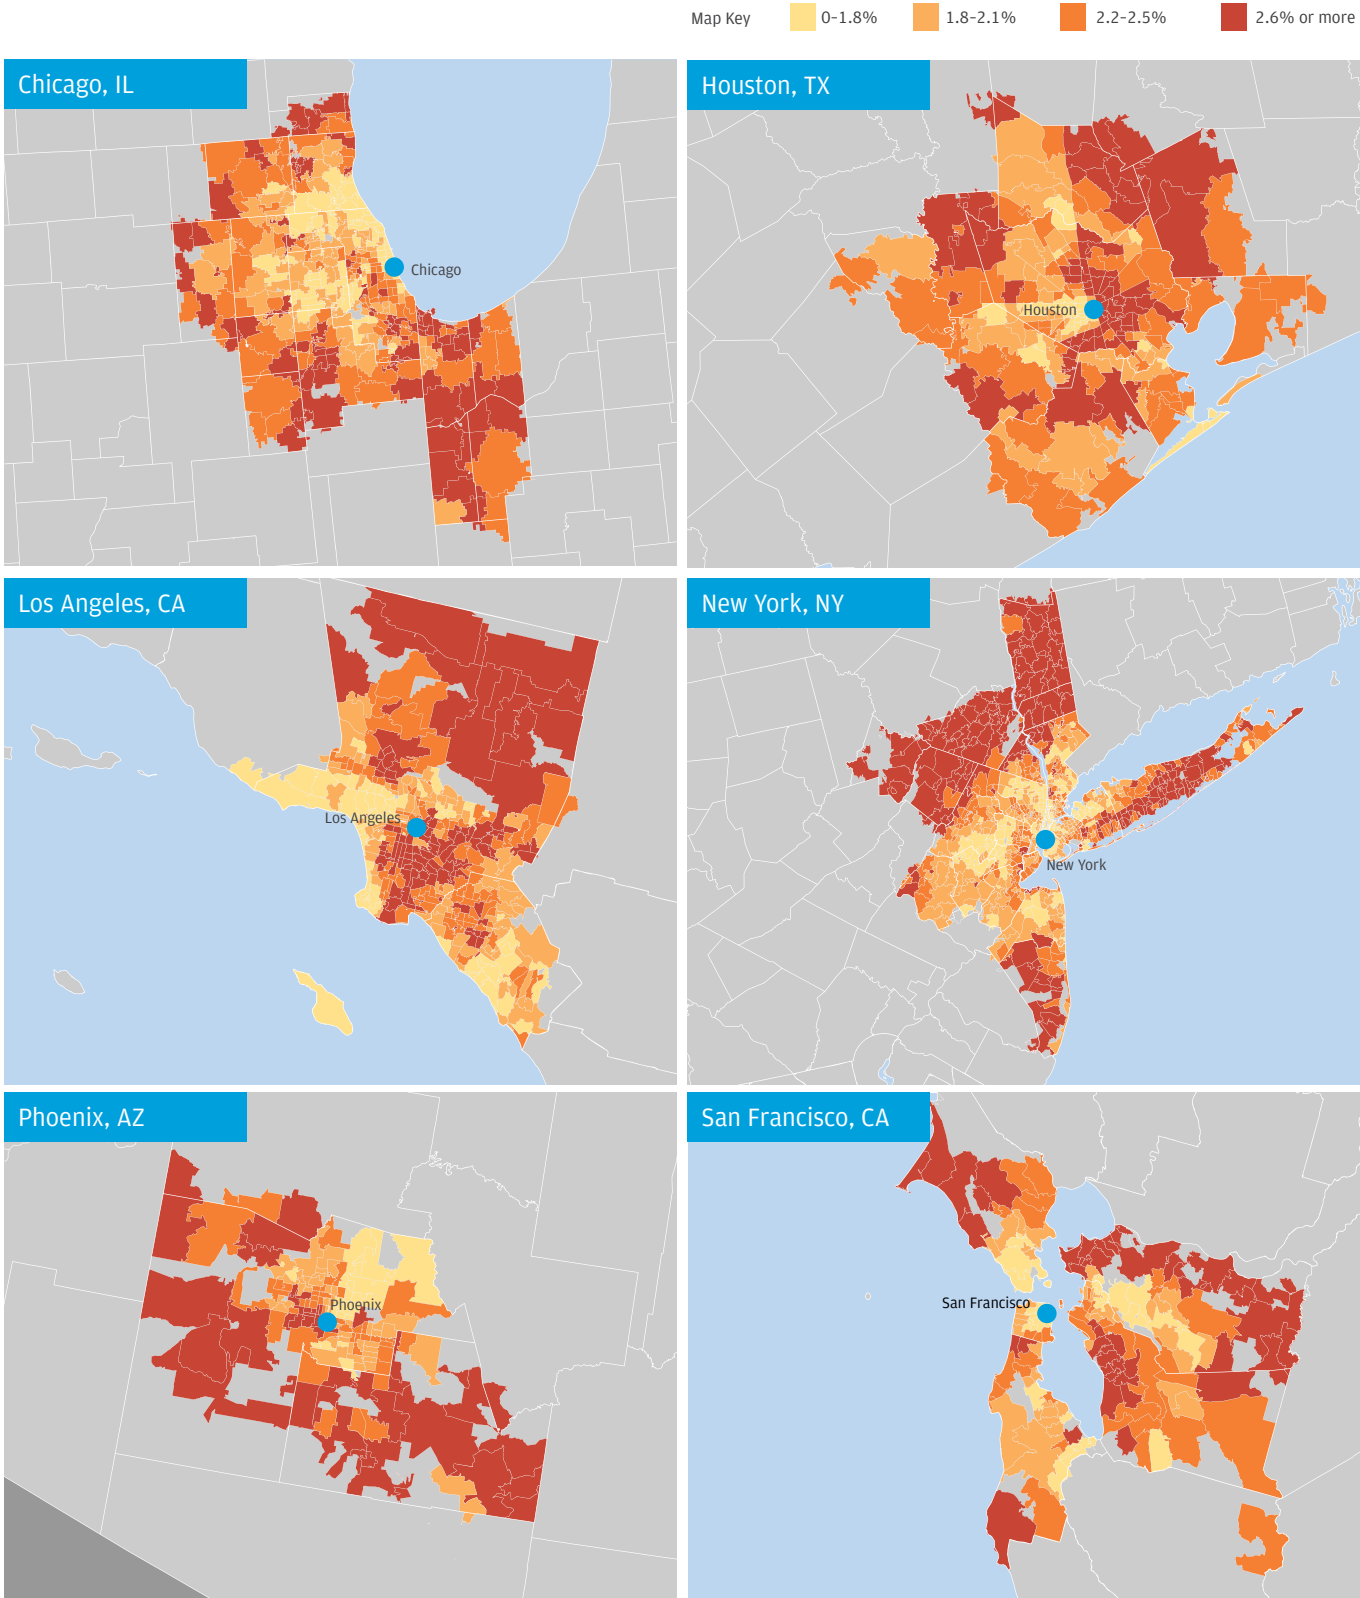 Map Key 0-1.8% 1.8-2.1% 2.2-2.5% 2.6% or more
Chicago, IL
Chicago
Houston, TX
Houston
Los Angeles, CA
Los Angeles
New York, NY
New York
Phoenix, AZ
Phoenix
San Francisco, CA
San Francisco